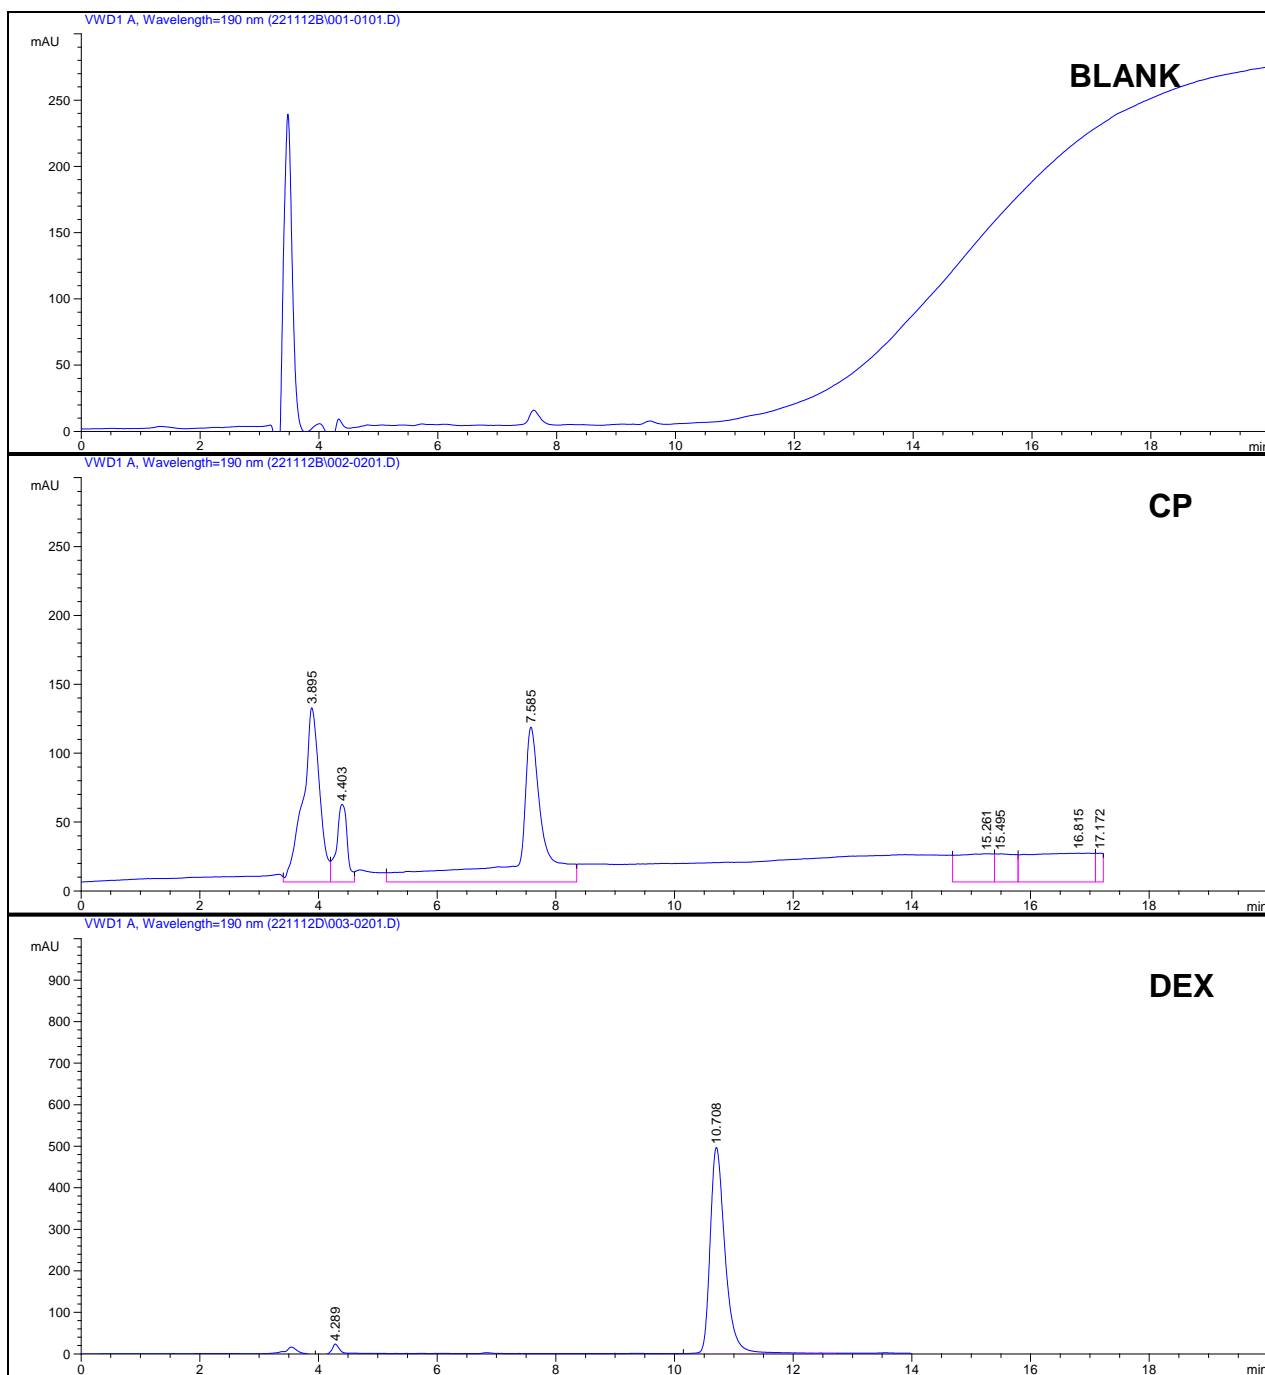 VWD1 A, Wavelength=190 nm (221112B\001-0101.D)
mAU
BLANK
250
200
150
100
50
0
0 2 4 6 8 10 12 14 16 18 min
VWD1 A, Wavelength=190 nm (221112B\002-0201.D)
mAU
CP
250
200
150
100
50
0
3.895
4.403
7.585
15.261
15.495
16.815
17.172
0 2 4 6 8 10 12 14 16 18 min
VWD1 A, Wavelength=190 nm (221112D\003-0201.D)
mAU
DEX
900
800
700
600
500
400
300
200
100
0
4.289
10.708
0 2 4 6 8 10 12 14 16 18 min